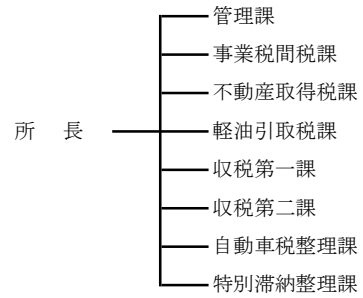 管理課
事業税間税課
不動産取得税課
所　長
軽油引取税課
収税第一課
収税第二課
自動車税整理課
特別滞納整理課